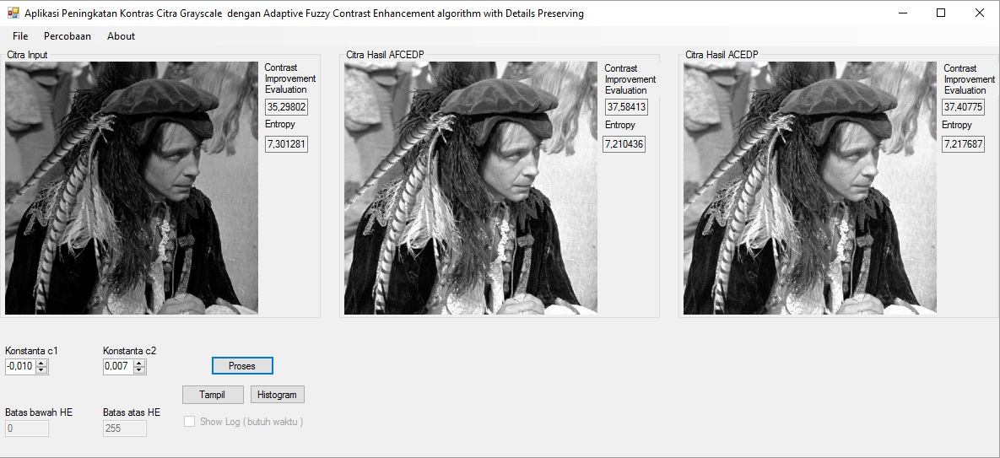 Aplikasi Peningkatan Kontras Citra Grayscale dengan Adaptive Fuzzy Contrast Enhancement algorithm with Details Preserving
File Percobaan About
Citra Input
Contrast
Improvement
Evaluation
35,29802
Entropy
7,301281
Citra Hasil AFCEDP
Contrast
Improvement
Evaluation
37,58413
Entropy
7,210436
Citra Hasil ACEDP
Contrast
Improvement
Evaluation
37,40775
Entropy
7,217687
Konstanta c1
-0,010
Konstanta c2
0,007
Proses
Tampil
Histogram
Batas bawah HE
0
Batas atas HE
255
Show Log ( butuh waktu )